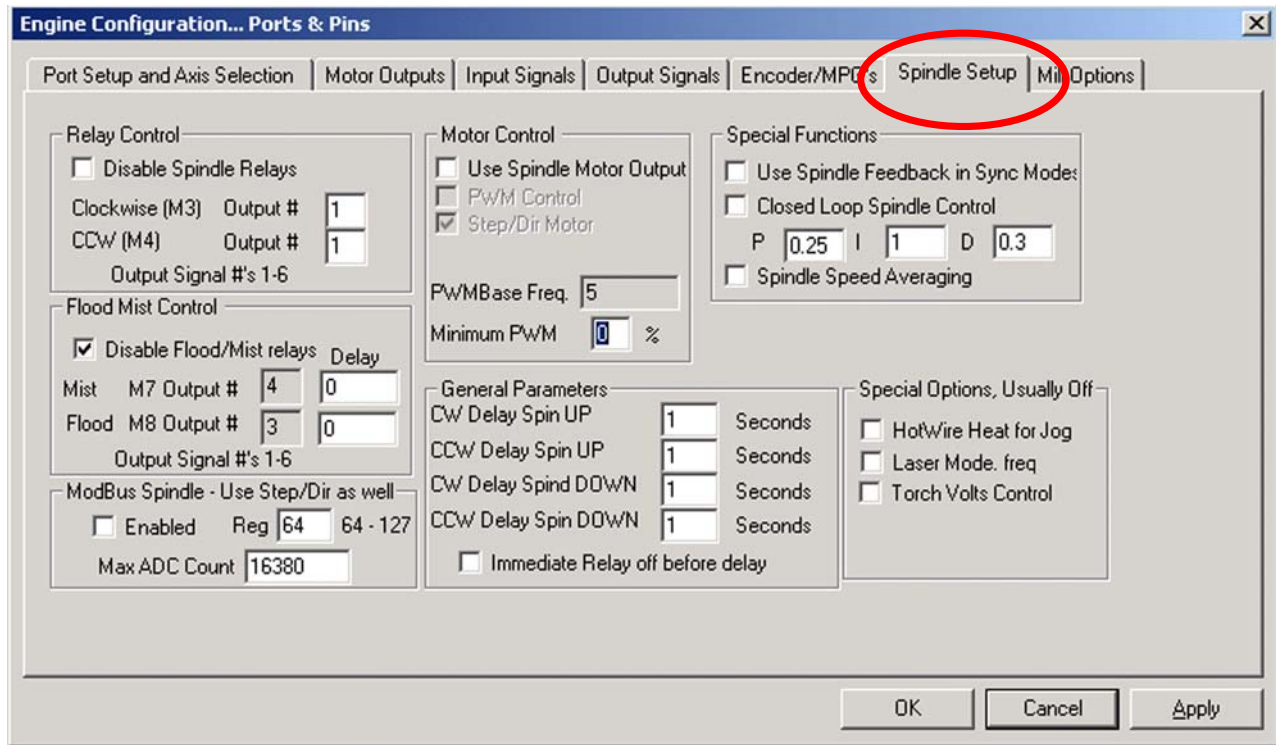 Engine Configuration... Ports & Pins
Port Setup and Axis Selection
Motor Outputs
Input Signals
Output Signals
Encoder/MPG's
Spindle Setup
Mill Options
Relay Control
Disable Spindle Relays
Clockwise (M3) Output # 1
CCW (M4) Output # 1
Output Signal #'s 1-6
Flood Mist Control
Disable Flood/Mist relays Delay
Mist M7 Output # 4 0
Flood M8 Output # 3 0
Output Signal #'s 1-6
ModBus Spindle - Use Step/Dir as well
Enabled Reg 64 64 - 127
Max ADC Count 16380
Motor Control
Use Spindle Motor Output
PWM Control
Step/Dir Motor
PWMBase Freq. 5
Minimum PWM 0 %
General Parameters
CW Delay Spin UP 1 Seconds
CCW Delay Spin UP 1 Seconds
CW Delay Spind DOWN 1 Seconds
CCW Delay Spin DOWN 1 Seconds
Immediate Relay off before delay
Special Functions
Use Spindle Feedback in Sync Modes
Closed Loop Spindle Control
P 0.25 I 1 D 0.3
Spindle Speed Averaging
Special Options, Usually Off
HotWire Heat for Jog
Laser Mode. freq
Torch Volts Control
OK
Cancel
Apply